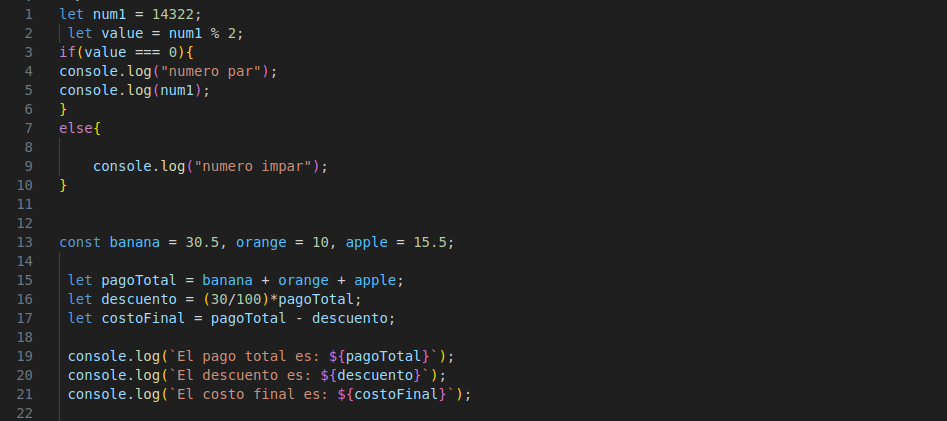 1 let num1 = 14322;
2 let value = num1 % 2;
3 if(value === 0){
4 console.log("numero par");
5 console.log(num1);
6 }
7 else{
8
9 console.log("numero impar");
10 }
11
12
13 const banana = 30.5, orange = 10, apple = 15.5;
14
15 let pagoTotal = banana + orange + apple;
16 let descuento = (30/100)*pagoTotal;
17 let costoFinal = pagoTotal - descuento;
18
19 console.log(`El pago total es: ${pagoTotal}`);
20 console.log(`El descuento es: ${descuento}`);
21 console.log(`El costo final es: ${costoFinal}`);
22